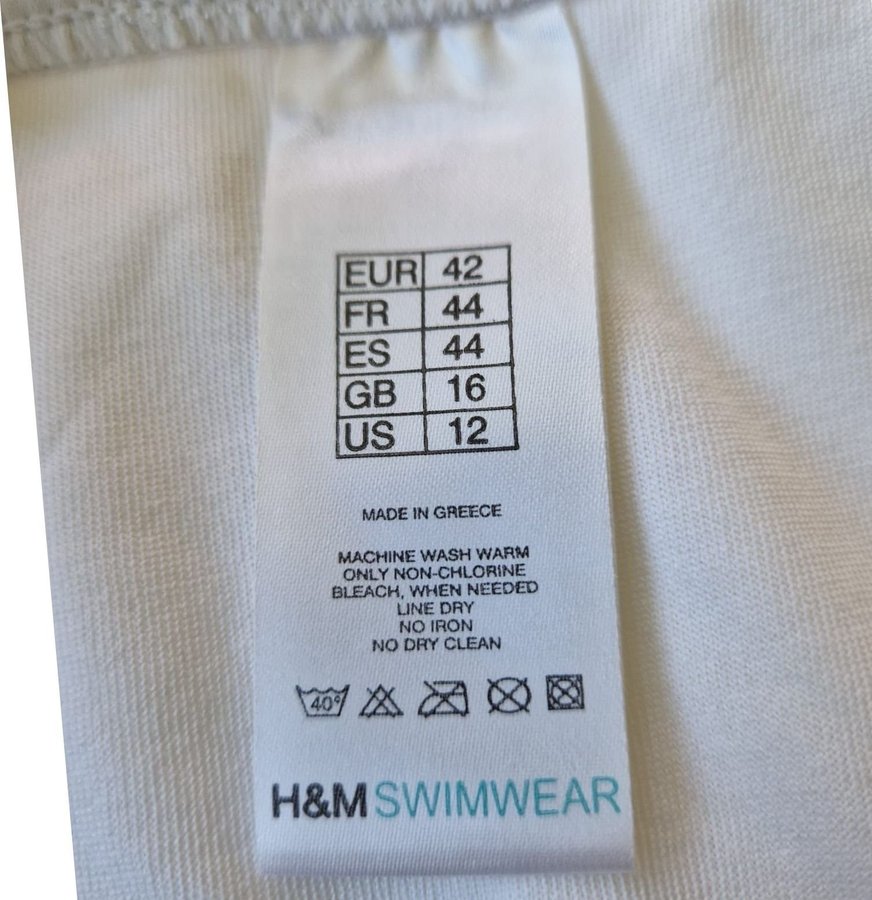 EUR 42
FR 44
ES 44
GB 16
US 12
MADE IN GREECE
MACHINE WASH WARM
ONLY NON-CHLORINE
BLEACH, WHEN NEEDED
LINE DRY
NO IRON
NO DRY CLEAN
40°
H&M SWIMWEAR